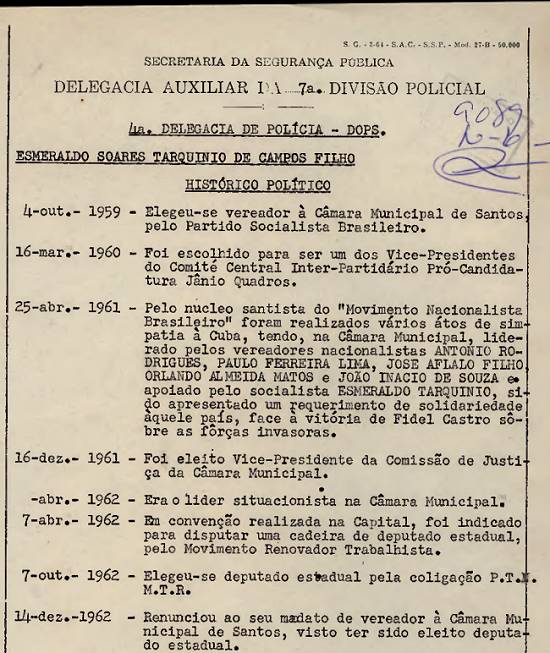 S. G. - 3-64 - S.A.C. - S.S.P. - Mod. 27-B - 50.000
SECRETARIA DA SEGURANÇA PÚBLICA
DELEGACIA AUXILIAR DA 7a. DIVISÃO POLICIAL
4a. DELEGACIA DE POLÍCIA - DOPS.
9089
ESMERALDO SOARES TARQUINIO DE CAMPOS FILHO
HISTÓRICO POLÍTICO
4-out.- 1959 - Elegeu-se vereador à Câmara Municipal de Santos,
pelo Partido Socialista Brasileiro.
16-mar.- 1960 - Foi escolhido para ser um dos Vice-Presidentes
do Comité Central Inter-Partidário Pró-Candida-
tura Jânio Quadros.
25-abr.- 1961 - Pelo nucleo santista do "Movimento Nacionalista
Brasileiro" foram realizados vários átos de sim-
patia à Cuba, tendo, na Câmara Municipal, lide-
rado pelos vereadores nacionalistas ANTONIO RO-
DRIGUES, PAULO FERREIRA LIMA, JOSE AFLALO FILHO,
ORLANDO ALMEIDA MATOS e JOÃO INACIO DE SOUZA e
apoiado pelo socialista ESMERALDO TARQUINIO, si-
do apresentado um requerimento de solidariedade
àquele país, face à vitória de Fidel Castro sô-
bre as fôrças invasoras.
16-dez.- 1961 - Foi eleito Vice-Presidente da Comissão de Justi-
ça da Câmara Municipal.
-abr.- 1962 - Era o lider situacionista na Câmara Municipal.
7-abr.- 1962 - Em convenção realizada na Capital, foi indicado
para disputar uma cadeira de deputado estadual,
pelo Movimento Renovador Trabalhista.
7-out.- 1962 - Elegeu-se deputado estadual pela coligação P.T.N.
M.T.R.
14-dez.-1962 - Renunciou ao seu madato de vereador à Câmara Mu-
nicipal de Santos, visto ter sido eleito deputa-
do estadual.